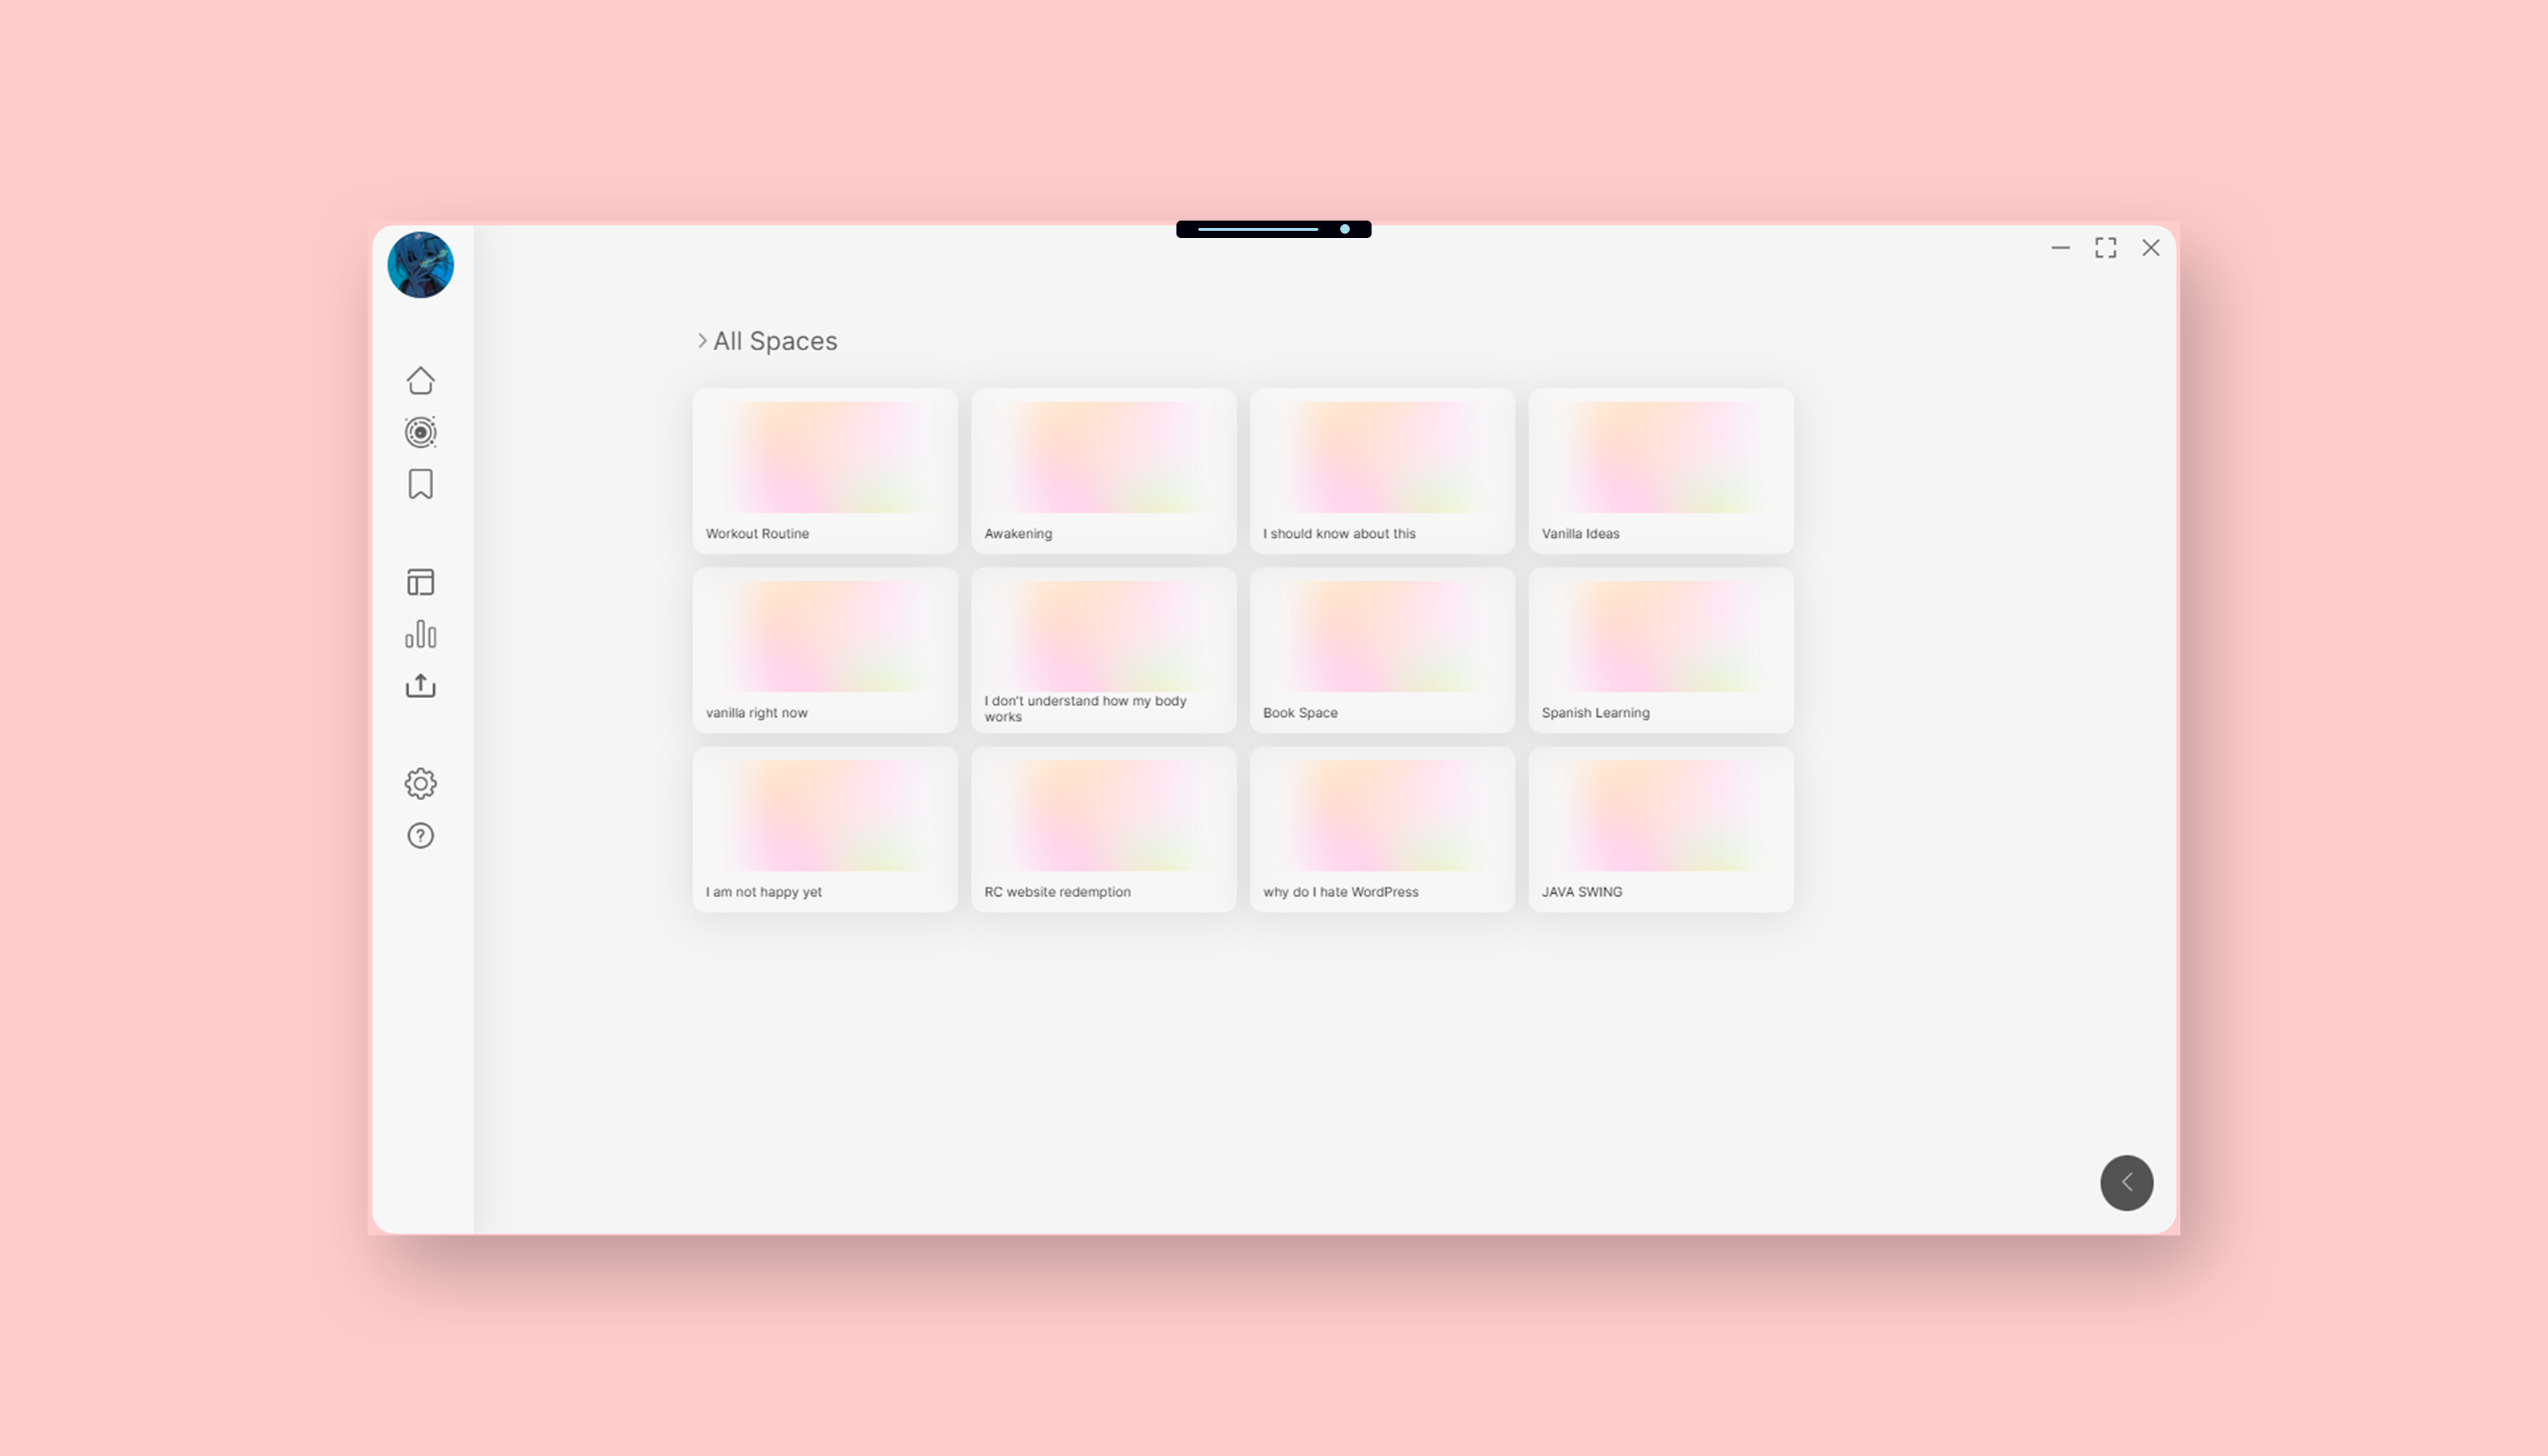 All Spaces
Workout Routine
Awakening
I should know about this
Vanilla Ideas
vanilla right now
I don't understand how my body
works
Book Space
Spanish Learning
I am not happy yet
RC website redemption
why do I hate WordPress
JAVA SWING